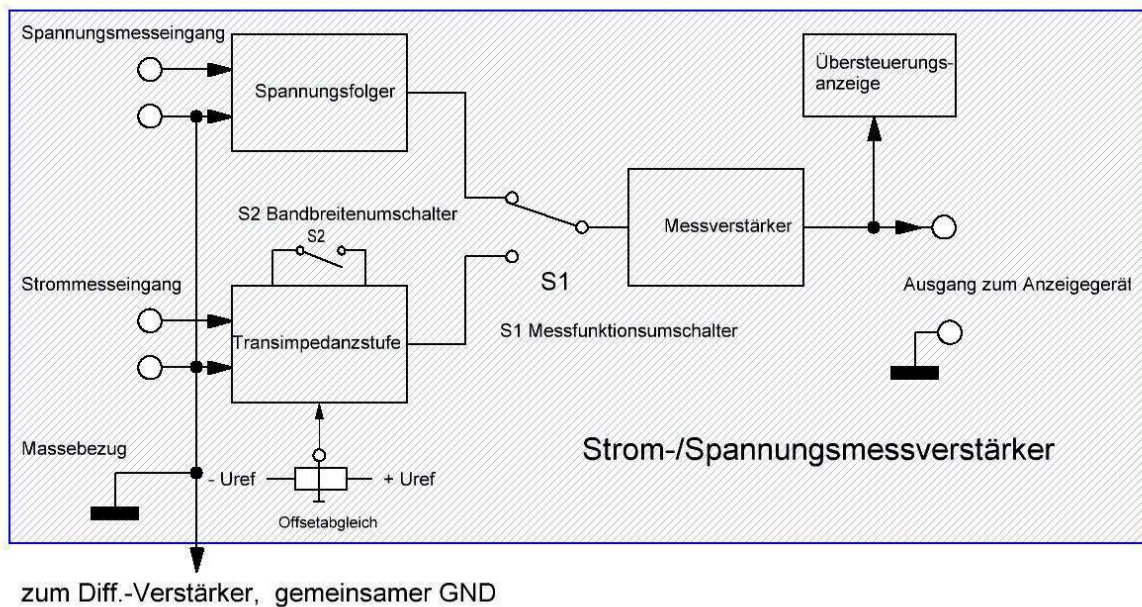 Spannungsmesseingang
Spannungsfolger
Übersteuerungs-
anzeige
S2 Bandbreitenumschalter
S2
Messverstärker
Strommesseingang
Transimpedanzstufe
S1
S1 Messfunktionsumschalter
Ausgang zum Anzeigegerät
Massebezug
- Uref
+ Uref
Offsetabgleich
Strom-/Spannungsmessverstärker
zum Diff.-Verstärker, gemeinsamer GND